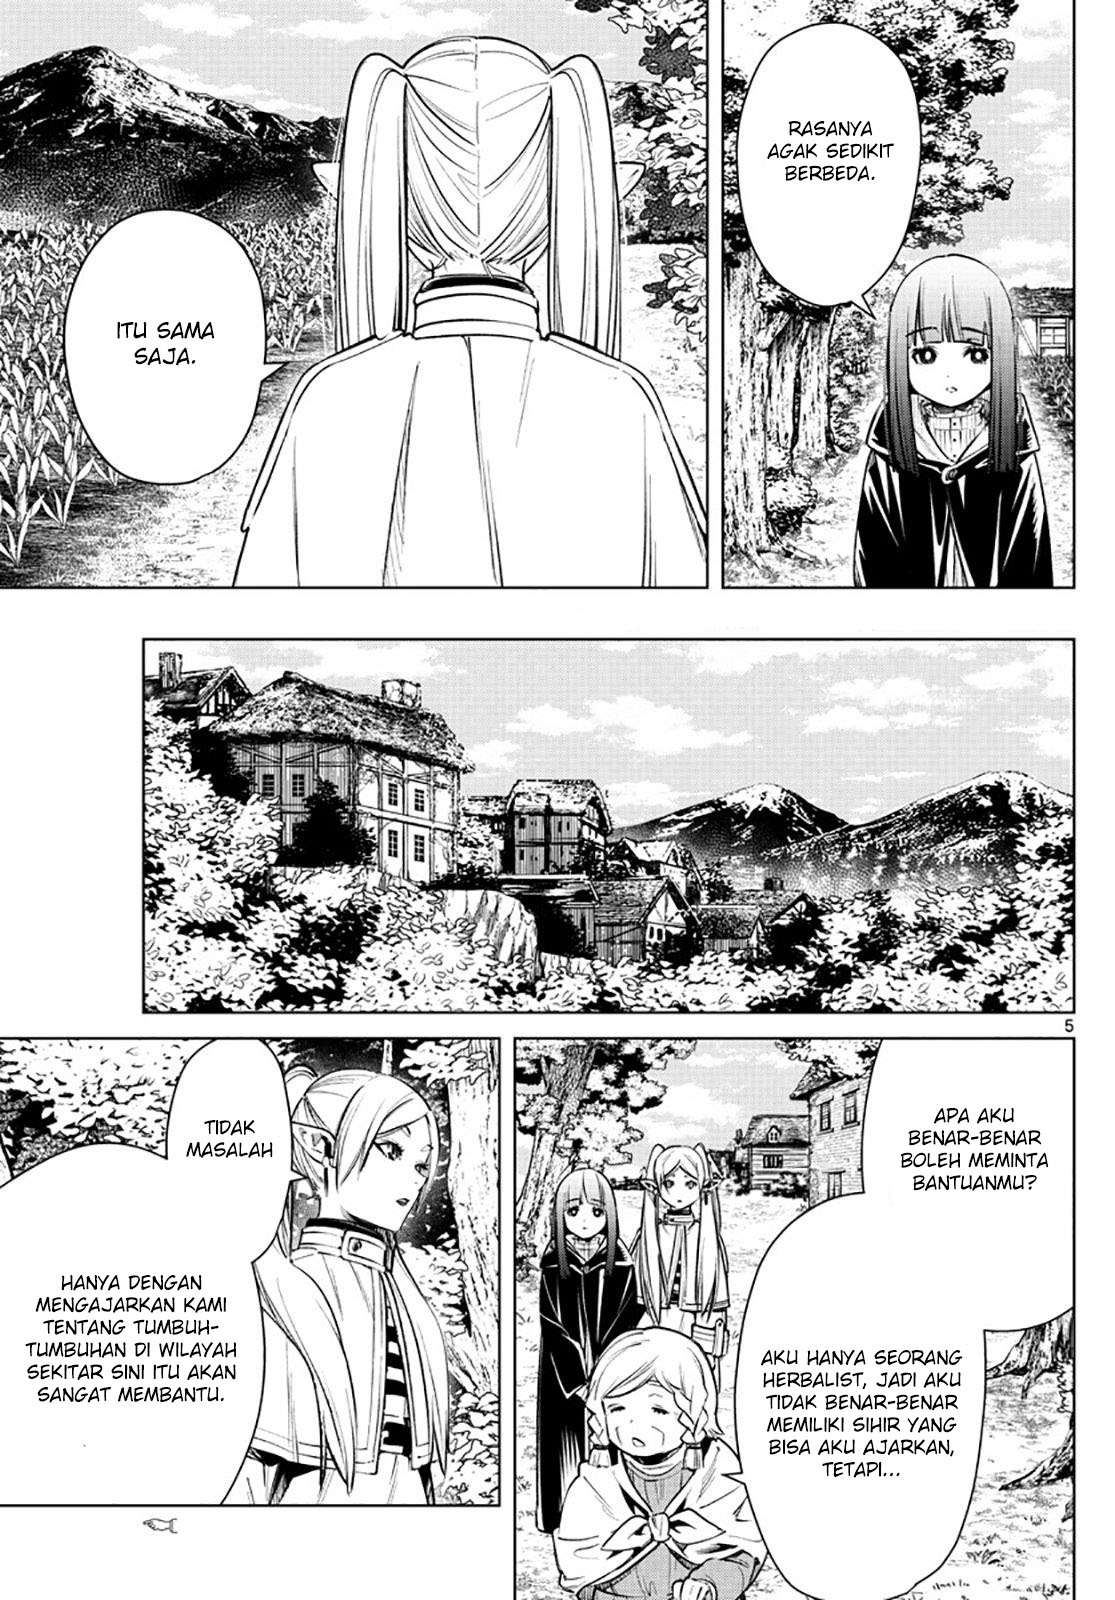 RASANYA
AGAK SEDIKIT
BERBEDA.
ITU SAMA
SAJA.
5
APA AKU
BENAR-BENAR
BOLEH MEMINTA
BANTUANMU?
AKU HANYA SEORANG
HERBALIST, JADI AKU
TIDAK BENAR-BENAR
MEMILIKI SIHIR YANG
BISA AKU AJARKAN,
TETAPI...
TIDAK
MASALAH
HANYA DENGAN
MENGAJARKAN KAMI
TENTANG TUMBUH-
TUMBUHAN DI WILAYAH
SEKITAR SINI ITU AKAN
SANGAT MEMBANTU.